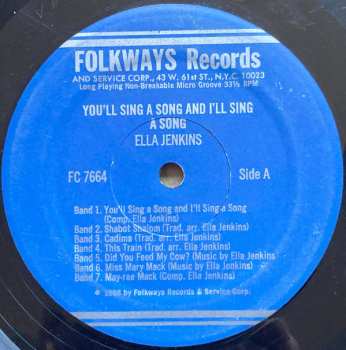 FOLKWAYS Records
AND SERVICE CORP., 43 W. 61st ST., N.Y.C. 10023
Long Playing Non-Breakable Micro Groove 33⅓ RPM
YOU'LL SING A SONG AND I'LL SING
A SONG
ELLA JENKINS
FC 7664 Side A
Band 1. You'll Sing a Song and I'll Sing a Song
(Comp. Ella Jenkins)
Band 2. Shabot Shalom (Trad. arr. Ella Jenkins)
Band 3. Cadima (Trad. arr. Ella Jenkins)
Band 4. This Train (Trad. arr. Ella Jenkins)
Band 5. Did You Feed My Cow? (Music by Ella Jenkins)
Band 6. Miss Mary Mack (Music by Ella Jenkins)
Band 7. May-ree Mack (Comp. Ella Jenkins)
© 1966 by Folkways Records & Service Corp.